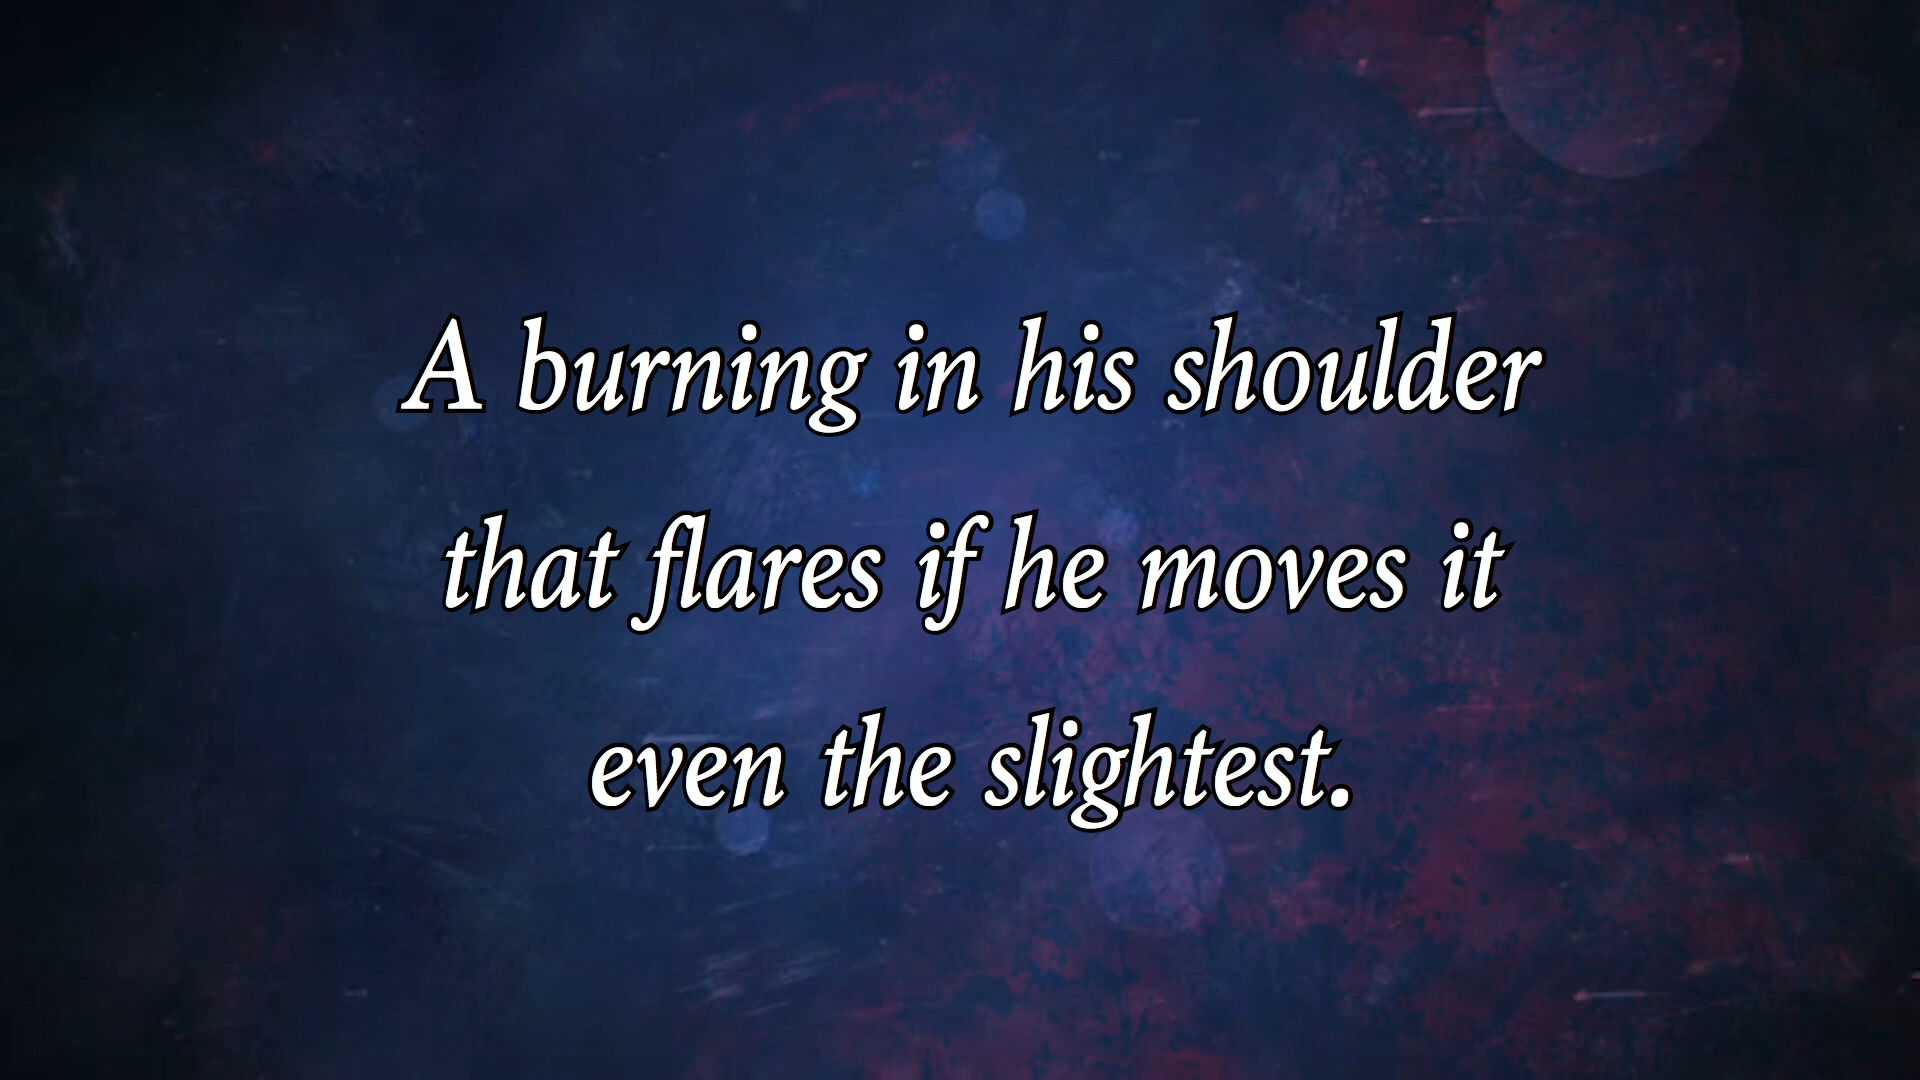 A burning in his shoulder
that flares if he moves it
even the slightest.